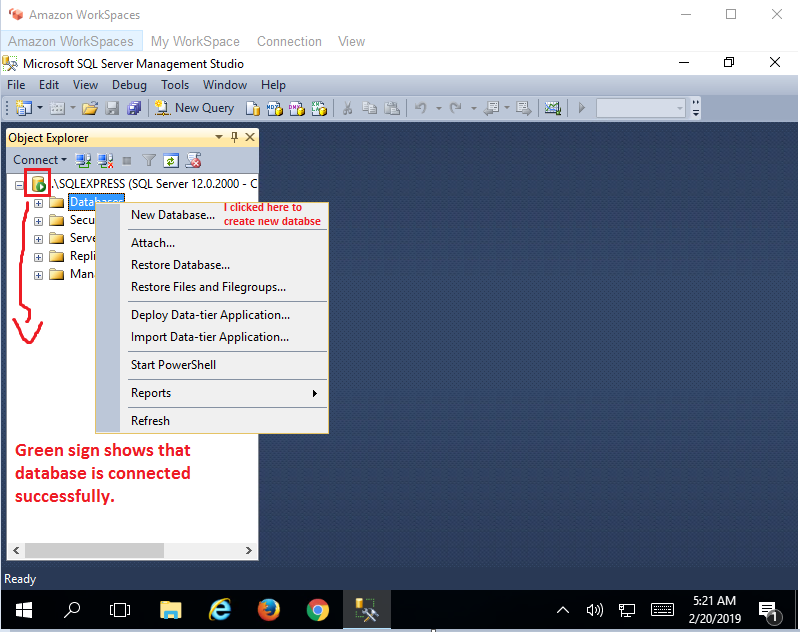 Amazon WorkSpaces
Amazon WorkSpaces My WorkSpace Connection View
Microsoft SQL Server Management Studio
File Edit View Debug Tools Window Help
New Query
Object Explorer
Connect
.\SQLEXPRESS (SQL Server 12.0.2000 - C
Databases
Secu
Serve
Repli
Mana
New Database...
I clicked here to
create new databse
Attach...
Restore Database...
Restore Files and Filegroups...
Deploy Data-tier Application...
Import Data-tier Application...
Start PowerShell
Reports
Refresh
Green sign shows that
database is connected
successfully.
Ready
5:21 AM
2/20/2019
1